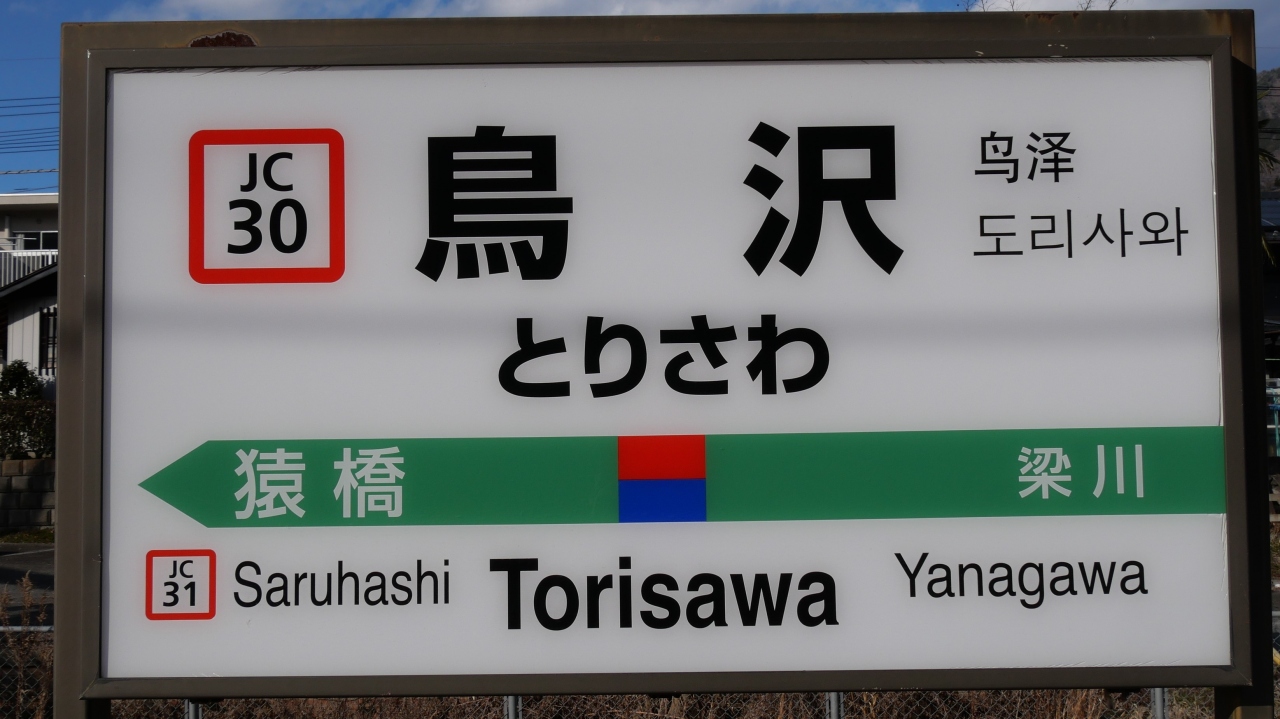 JC
30
鳥沢
鸟泽
도리사와
とりさわ
猿橋
梁川
JC
31
Saruhashi
Torisawa
Yanagawa